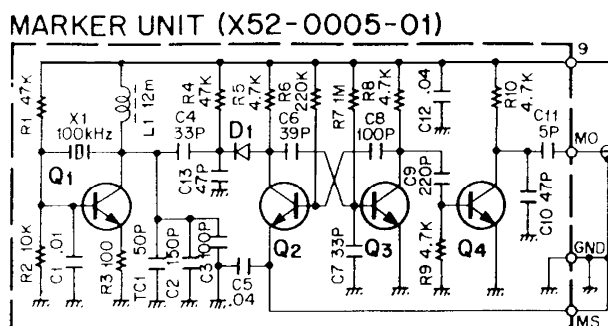 MARKER UNIT (X52-0005-01)
9
R1 47K
X1
100kHz
L1 12m
C4
33P
R4
47K
R5
4.7K
R6
220K
C6
39P
R7 1M
R8
4.7K
C8
100P
C12 .04
R10
4.7K
C11
5P
MO
D1
C13
47P
Q1
C9
220P
C10 47P
Q2
Q3
Q4
R2 10K
C1 .01
R3 100
TC1 50P
C2 150P
C3 100P
C5
.04
C7 33P
R9 4.7K
GND
MS